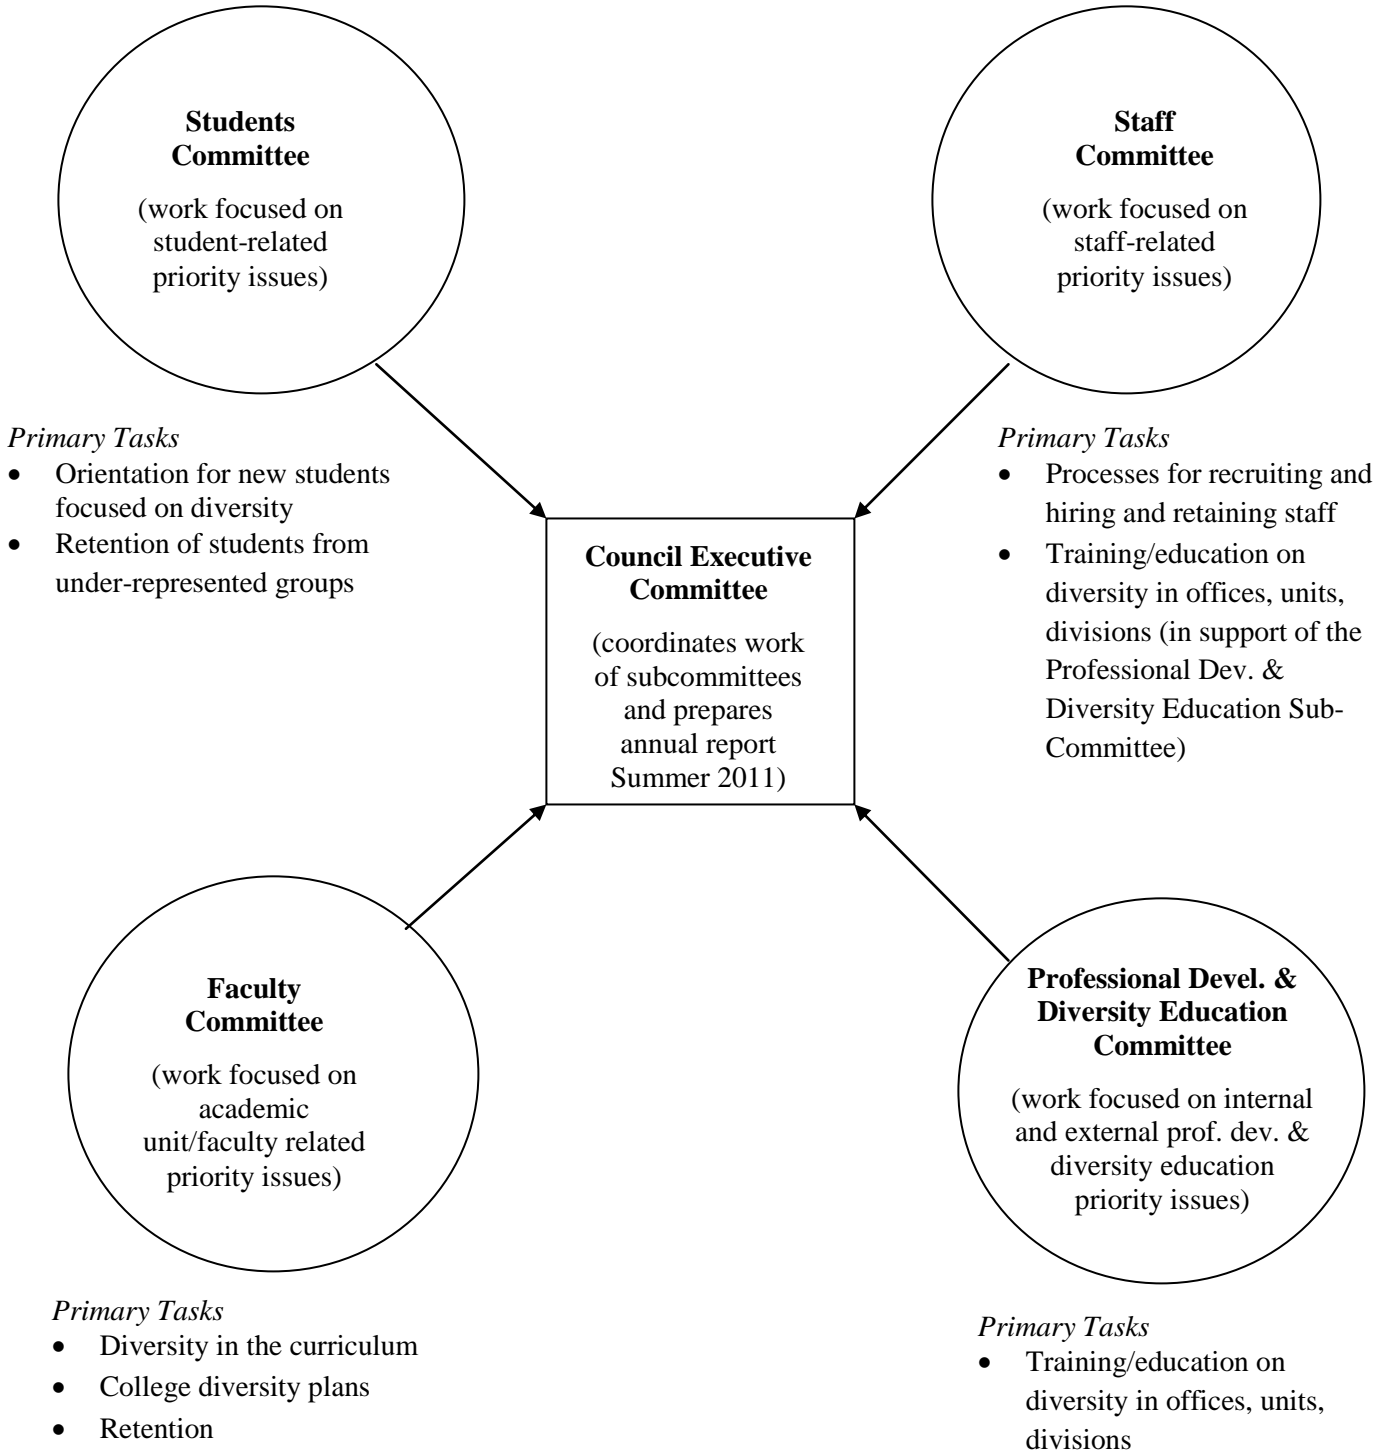 Students
Committee
(work focused on
student-related
priority issues)
Staff
Committee
(work focused on
staff-related
priority issues)
Primary Tasks
• Orientation for new students
focused on diversity
• Retention of students from
under-represented groups
Primary Tasks
• Processes for recruiting and
hiring and retaining staff
• Training/education on
diversity in offices, units,
divisions (in support of the
Professional Dev. &
Diversity Education Sub-
Committee)
Council Executive
Committee
(coordinates work
of subcommittees
and prepares
annual report
Summer 2011)
Faculty
Committee
(work focused on
academic
unit/faculty related
priority issues)
Professional Devel. &
Diversity Education
Committee
(work focused on internal
and external prof. dev. &
diversity education
priority issues)
Primary Tasks
• Diversity in the curriculum
• College diversity plans
• Retention
Primary Tasks
• Training/education on
diversity in offices, units,
divisions